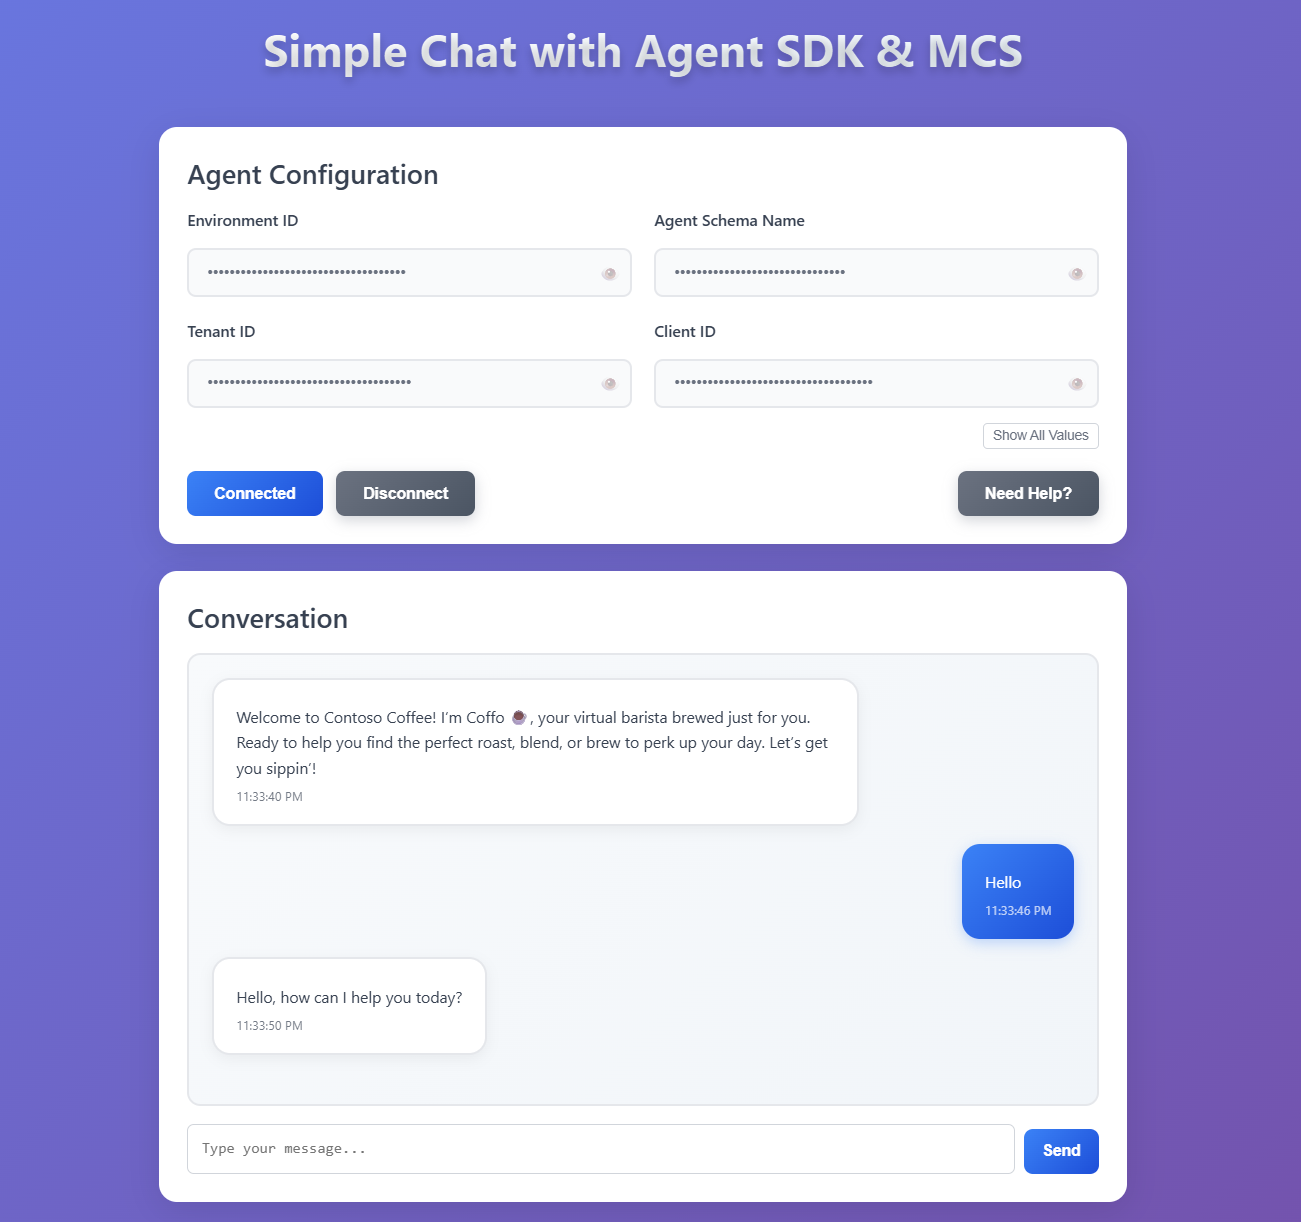 Simple Chat with Agent SDK & MCS
Agent Configuration
Environment ID
Agent Schema Name
••••••••••••••••••••••••••••••••••••
•••••••••••••••••••••••••••••••
Tenant ID
Client ID
•••••••••••••••••••••••••••••••••••••
••••••••••••••••••••••••••••••••••••
Show All Values
Connected
Disconnect
Need Help?
Conversation
Welcome to Contoso Coffee! I’m Coffo , your virtual barista brewed just for you.
Ready to help you find the perfect roast, blend, or brew to perk up your day. Let’s get
you sippin’!
11:33:40 PM
Hello
11:33:46 PM
Hello, how can I help you today?
11:33:50 PM
Type your message...
Send